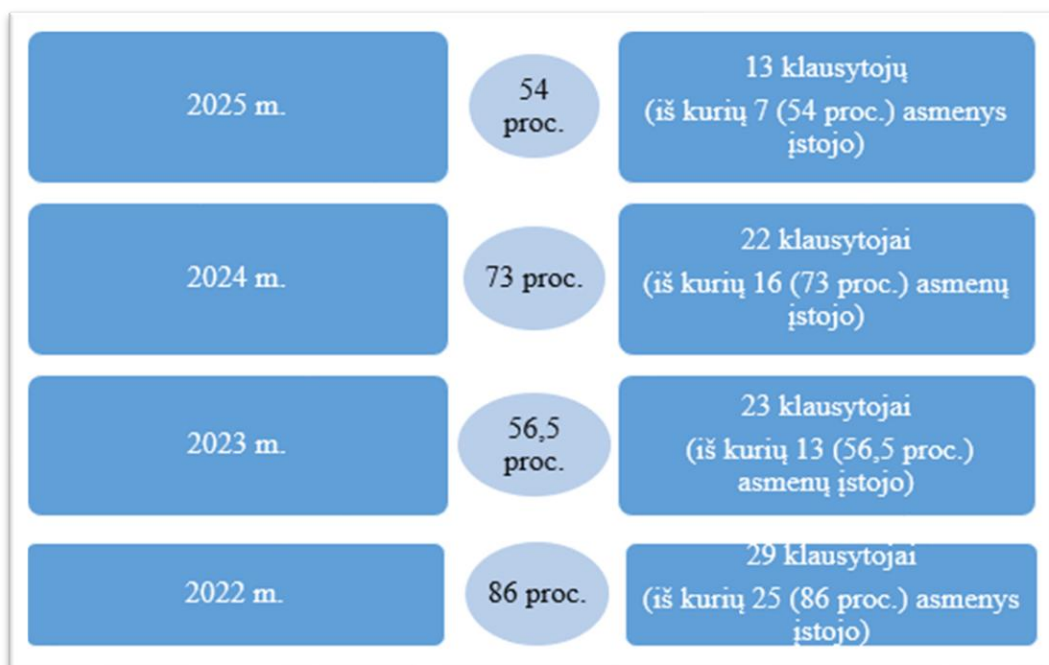 2025 m.
54
proc.
13 klausytojų
(iš kurių 7 (54 proc.) asmenys
įstojo)
2024 m.
73 proc.
22 klausytojai
(iš kurių 16 (73 proc.) asmenų
įstojo)
2023 m.
56,5
proc.
23 klausytojai
(iš kurių 13 (56,5 proc.)
asmenų įstojo)
2022 m.
86 proc.
29 klausytojai
(iš kurių 25 (86 proc.) asmenys
įstojo)